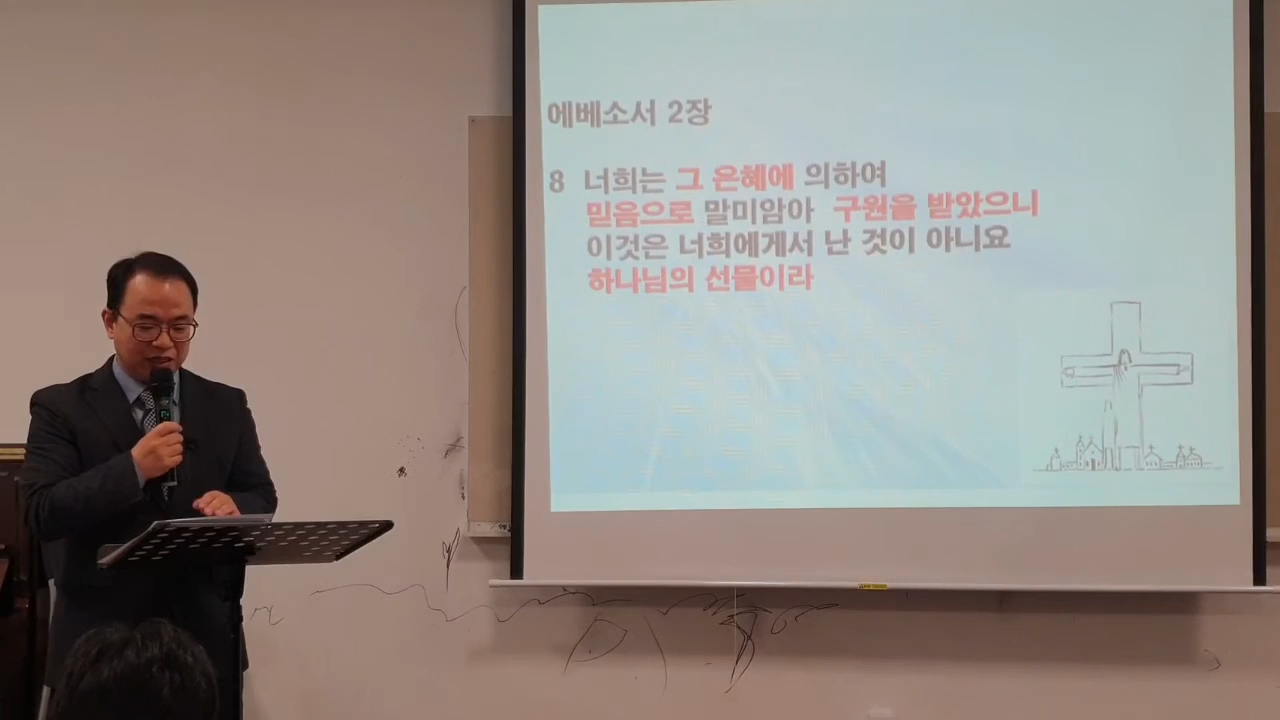 에베소서 2장
8 너희는 그 은혜에 의하여
믿음으로 말미암아 구원을 받았으니
이것은 너희에게서 난 것이 아니요
하나님의 선물이라